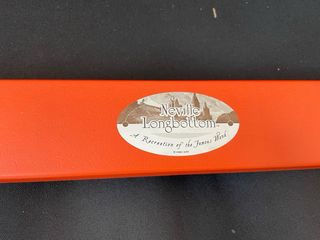 Neville
Longbottom
A Recreation of the Famous Wand